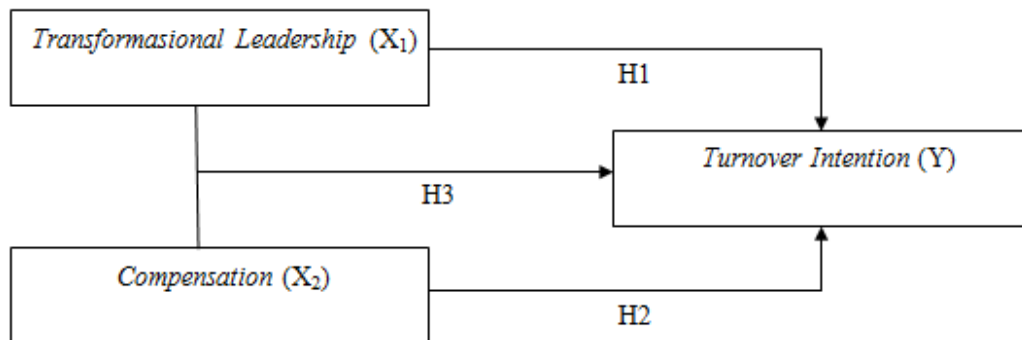 Transformasional Leadership (X₁)
H1
Turnover Intention (Y)
H3
Compensation (X₂)
H2